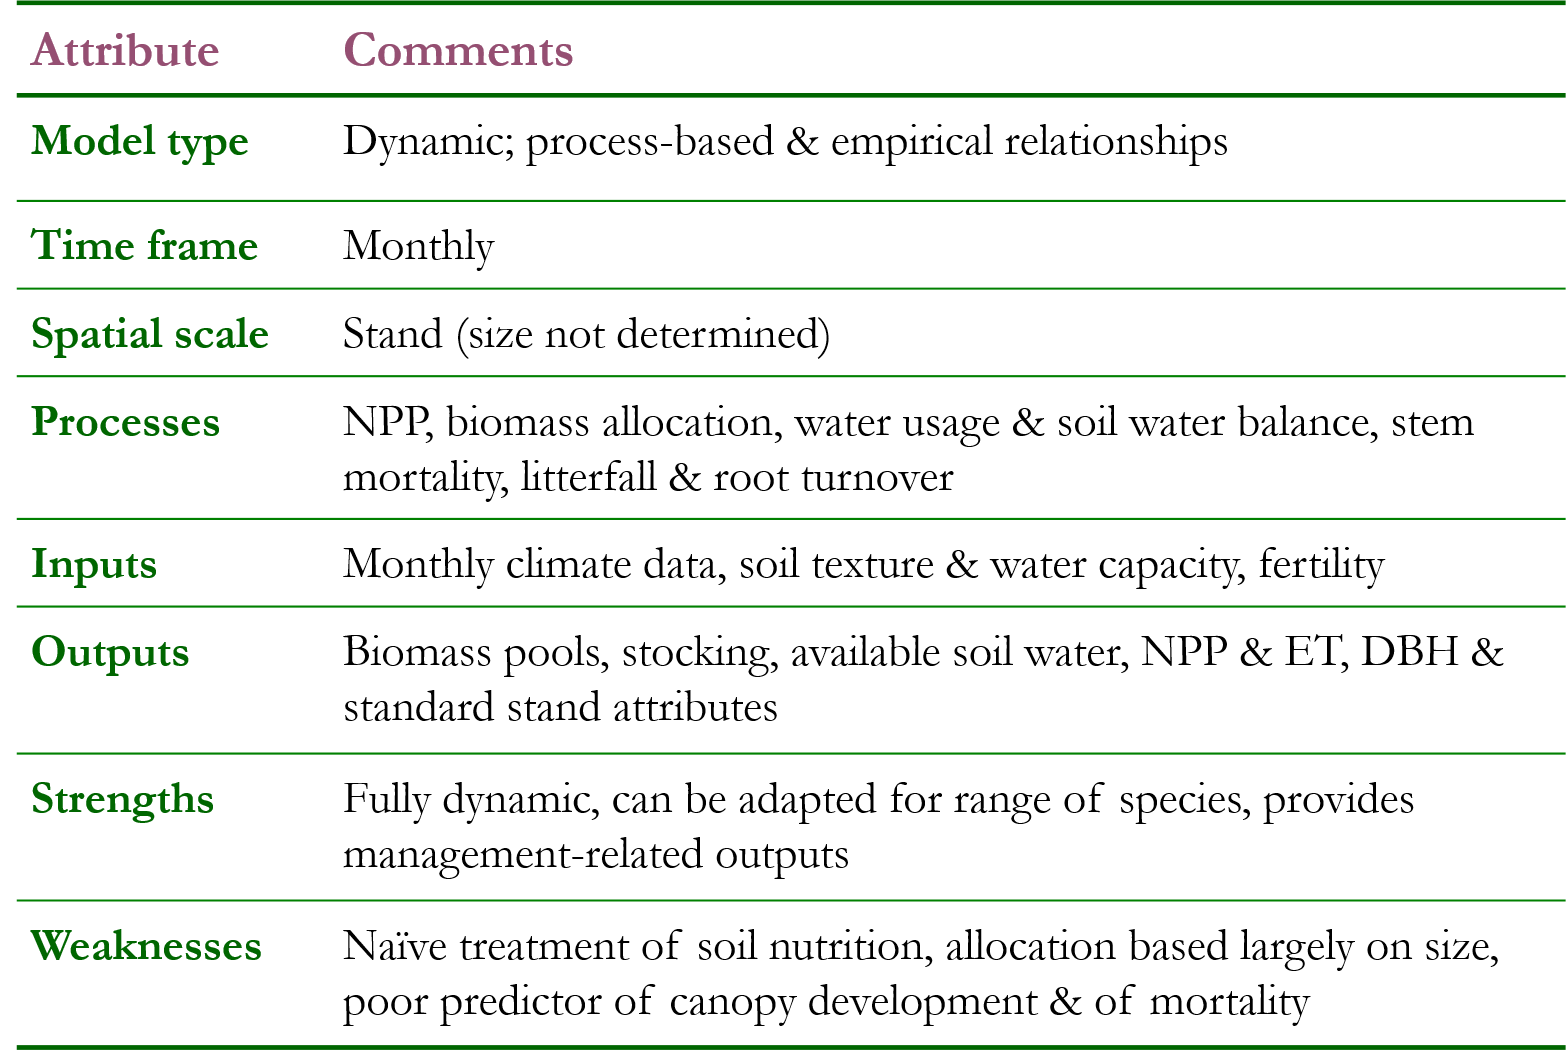 Attribute Comments
Model type Dynamic; process-based & empirical relationships
Time frame Monthly
Spatial scale Stand (size not determined)
Processes NPP, biomass allocation, water usage & soil water balance, stem
mortality, litterfall & root turnover
Inputs Monthly climate data, soil texture & water capacity, fertility
Outputs Biomass pools, stocking, available soil water, NPP & ET, DBH &
standard stand attributes
Strengths Fully dynamic, can be adapted for range of species, provides
management-related outputs
Weaknesses Naïve treatment of soil nutrition, allocation based largely on size,
poor predictor of canopy development & of mortality